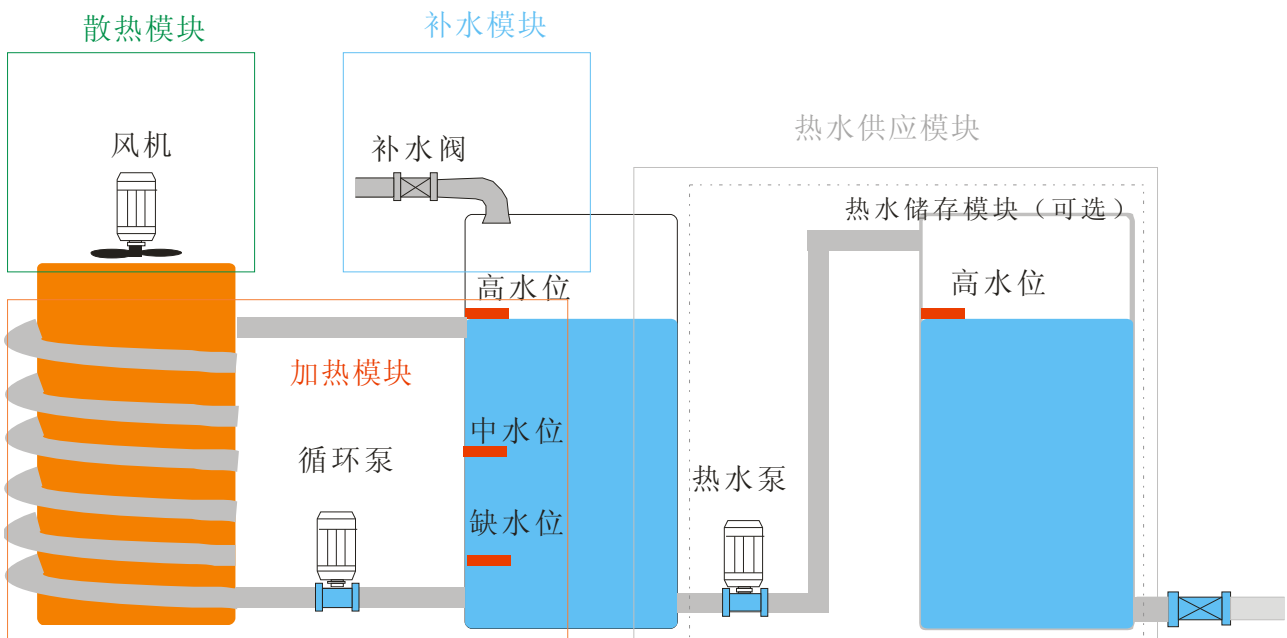 散热模块
补水模块
热水供应模块
风机
补水阀
热水储存模块（可选）
高水位
高水位
加热模块
中水位
循环泵
热水泵
缺水位